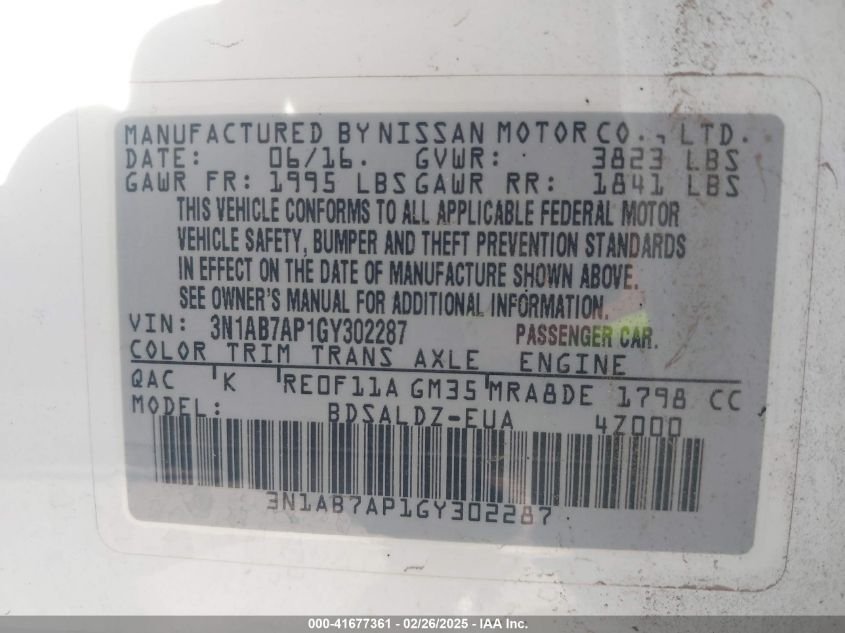 MANUFACTURED BY NISSAN MOTOR CO., LTD.
DATE: 06/16. GVWR: 3823 LBS
GAWR FR: 1995 LBS GAWR RR: 1841 LBS
THIS VEHICLE CONFORMS TO ALL APPLICABLE FEDERAL MOTOR
VEHICLE SAFETY, BUMPER AND THEFT PREVENTION STANDARDS
IN EFFECT ON THE DATE OF MANUFACTURE SHOWN ABOVE.
SEE OWNER'S MANUAL FOR ADDITIONAL INFORMATION.
VIN: 3N1AB7AP1GY302287 PASSENGER CAR.
COLOR TRIM TRANS AXLE ENGINE
QAC K RE0F11A GM35 MRA8DE 1798 CC
MODEL: BDSALDZ-EUA 4Z000
3N1AB7AP1GY302287
000-41677361 - 02/26/2025 - IAA Inc.